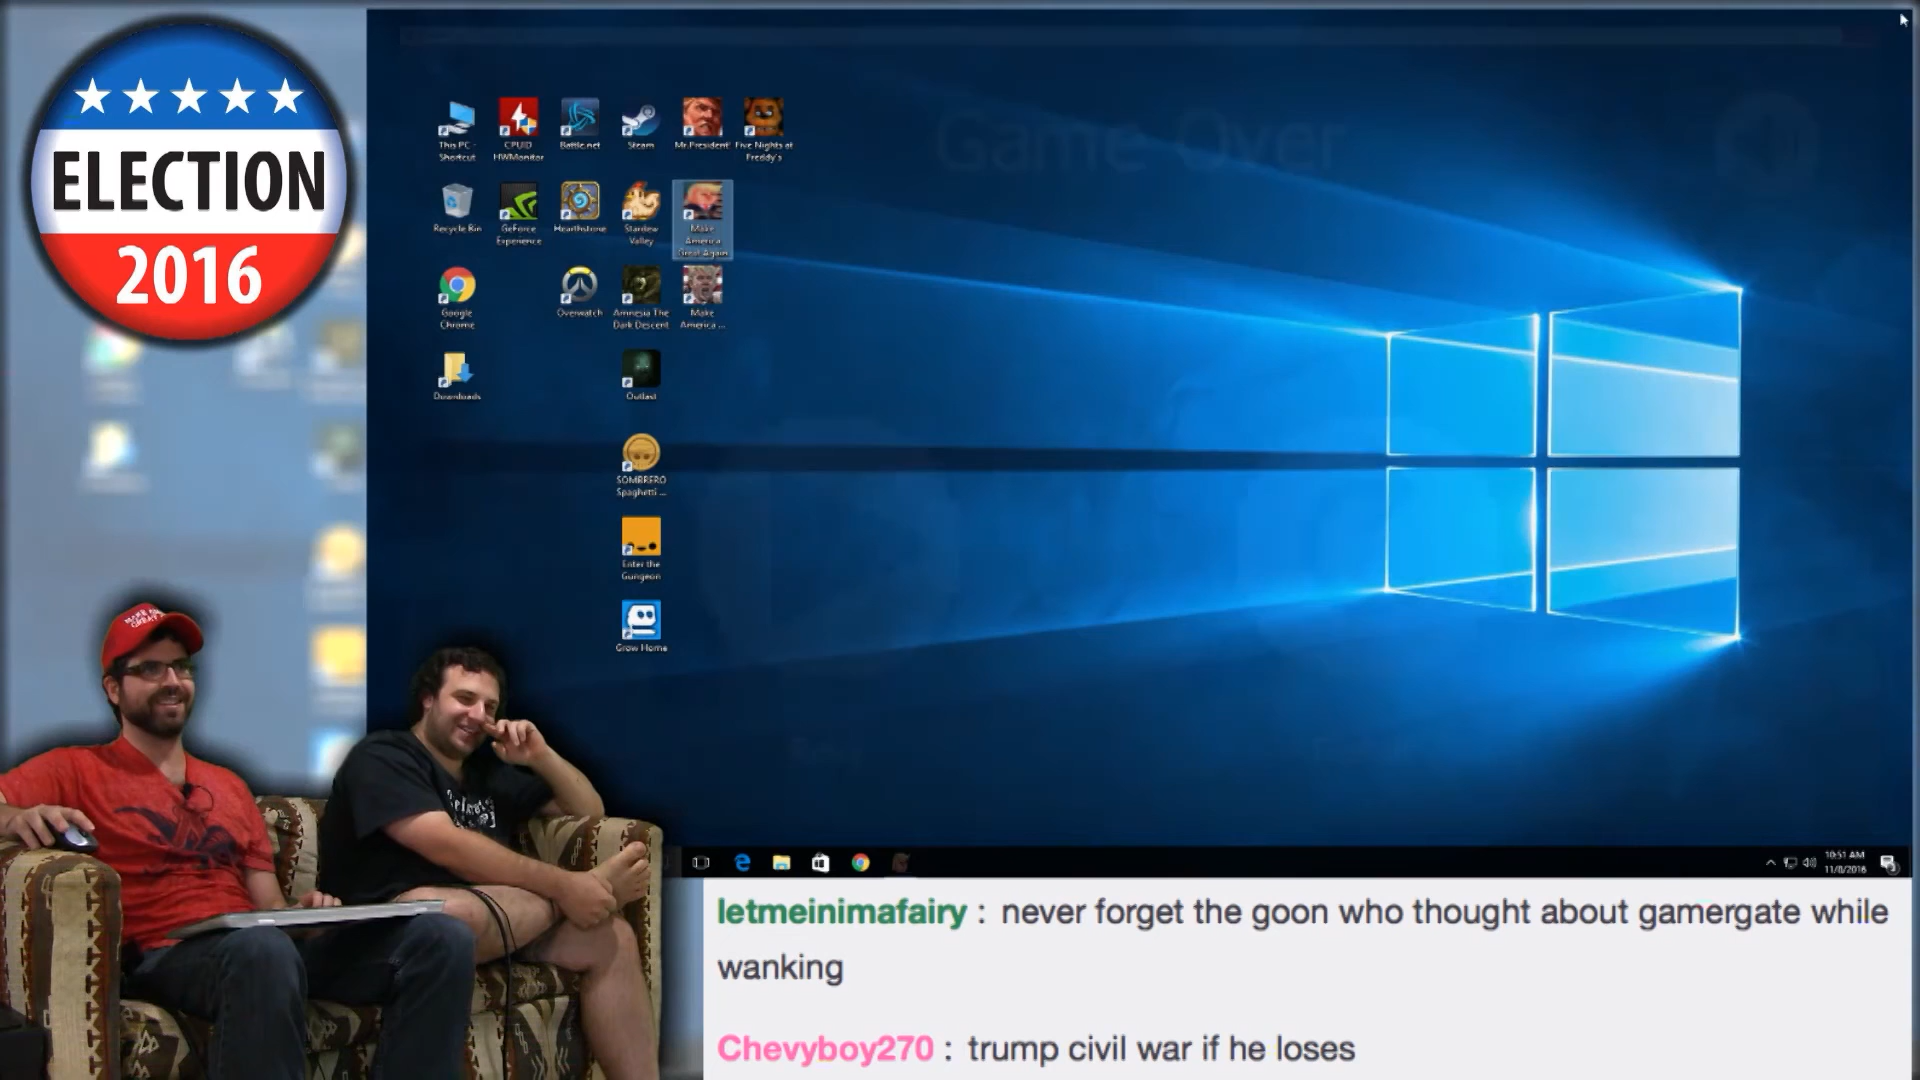 ELECTION
2016
Game Over
This PC -
Shortcut
CPUID
HWMonitor
Battle.net
Steam
Mr.President!
Five Nights at
Freddy's
Recycle Bin
GeForce
Experience
Hearthstone
Stardew
Valley
Make
America
Great Again
Google
Chrome
Overwatch
Amnesia The
Dark Descent
Make
America ...
Downloads
Outlast
SOMBRERO
Spaghetti ...
Enter the
Gungeon
Grow Home
10:51 AM
11/8/2016
letmeinimafairy : never forget the goon who thought about gamergate while
wanking
Chevyboy270 : trump civil war if he loses